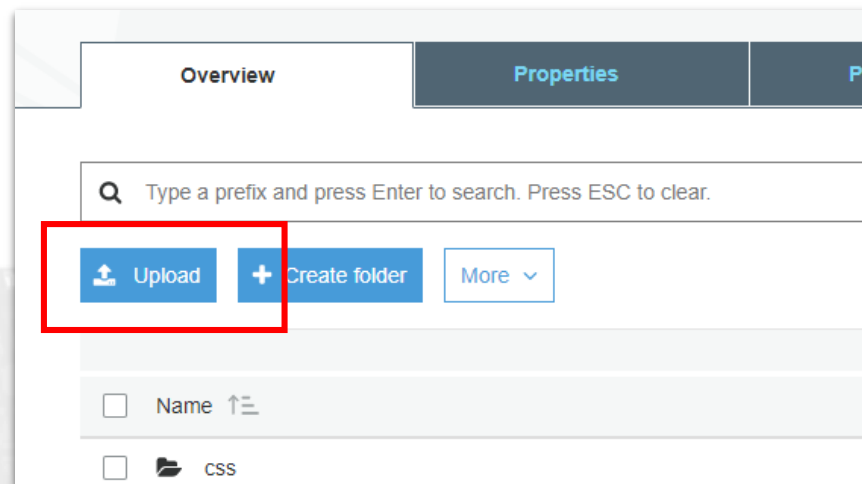 Overview Properties P
Type a prefix and press Enter to search. Press ESC to clear.
Upload Create folder More
Name
css